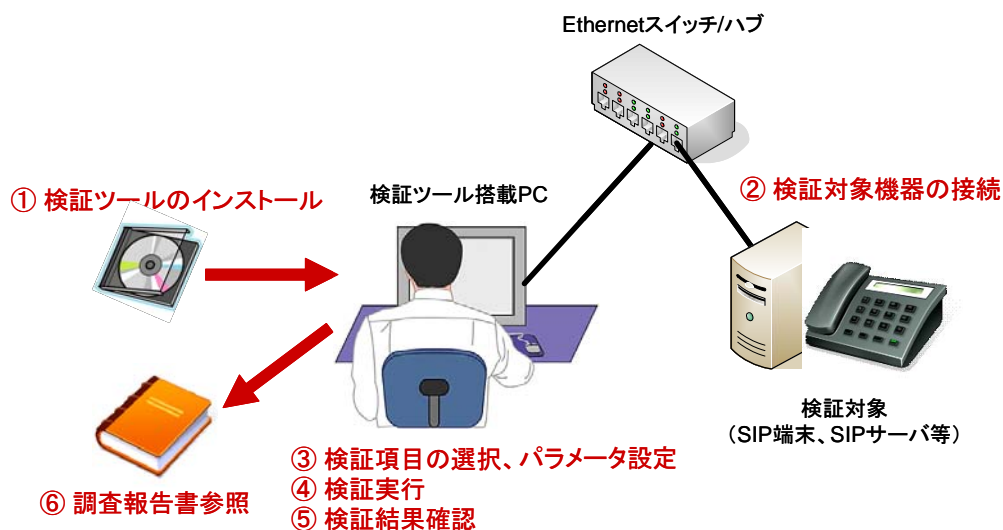 Ethernetスイッチ/ハブ
① 検証ツールのインストール
検証ツール搭載PC
② 検証対象機器の接続
検証対象
（SIP端末、SIPサーバ等）
③ 検証項目の選択、パラメータ設定
④ 検証実行
⑤ 検証結果確認
⑥ 調査報告書参照